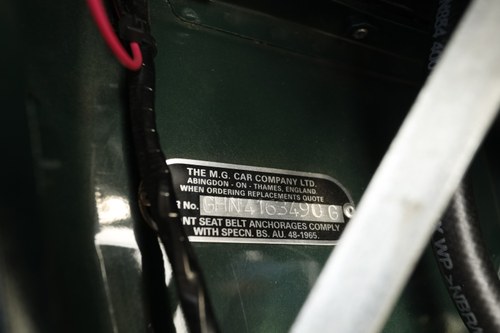 THE M.G. CAR COMPANY LTD.
ABINGDON - ON - THAMES, ENGLAND
WHEN ORDERING REPLACEMENTS QUOTE
R No. GHN4163490G
NT SEAT BELT ANCHORAGES COMPLY
WITH SPECN. BS. AU. 48-1965.